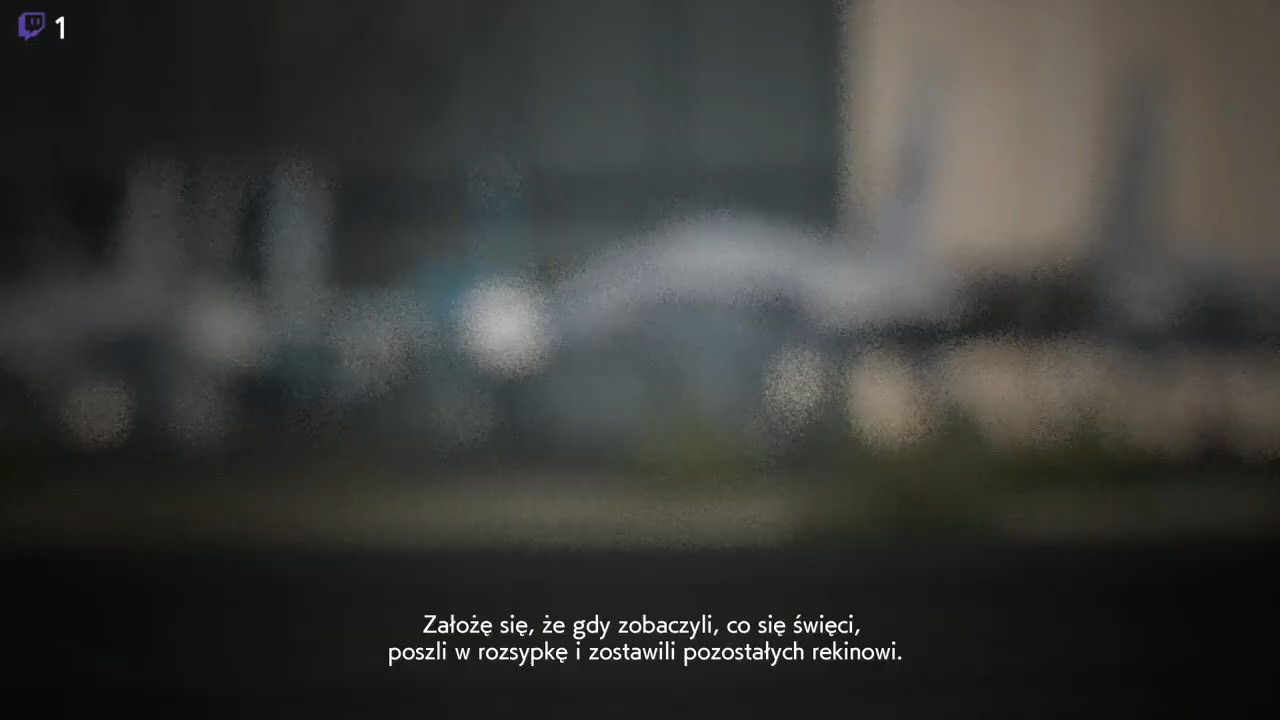 1
Założę się, że gdy zobaczyli, co się święci,
poszli w rozsypkę i zostawili pozostałych rekinowi.